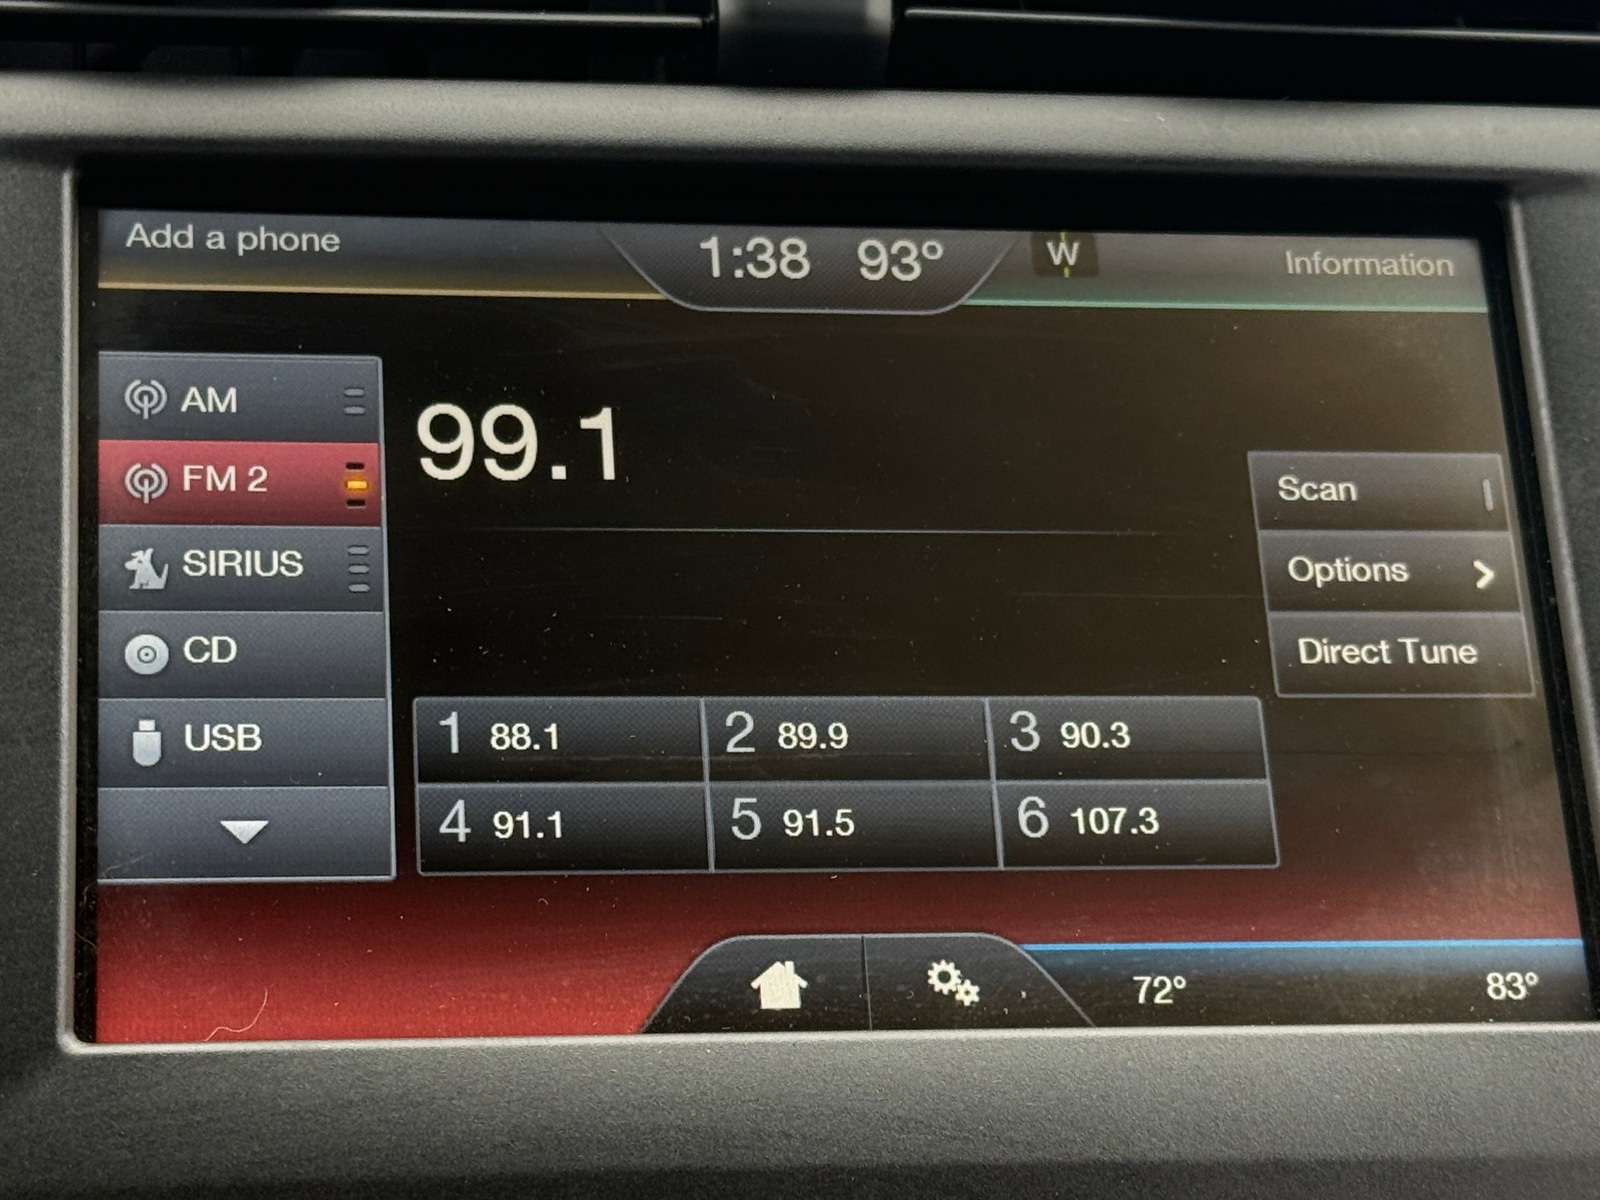 Add a phone
1:38 93°
W
Information
AM
FM 2
SIRIUS
CD
USB
99.1
Scan
Options
Direct Tune
1 88.1
2 89.9
3 90.3
4 91.1
5 91.5
6 107.3
72°
83°